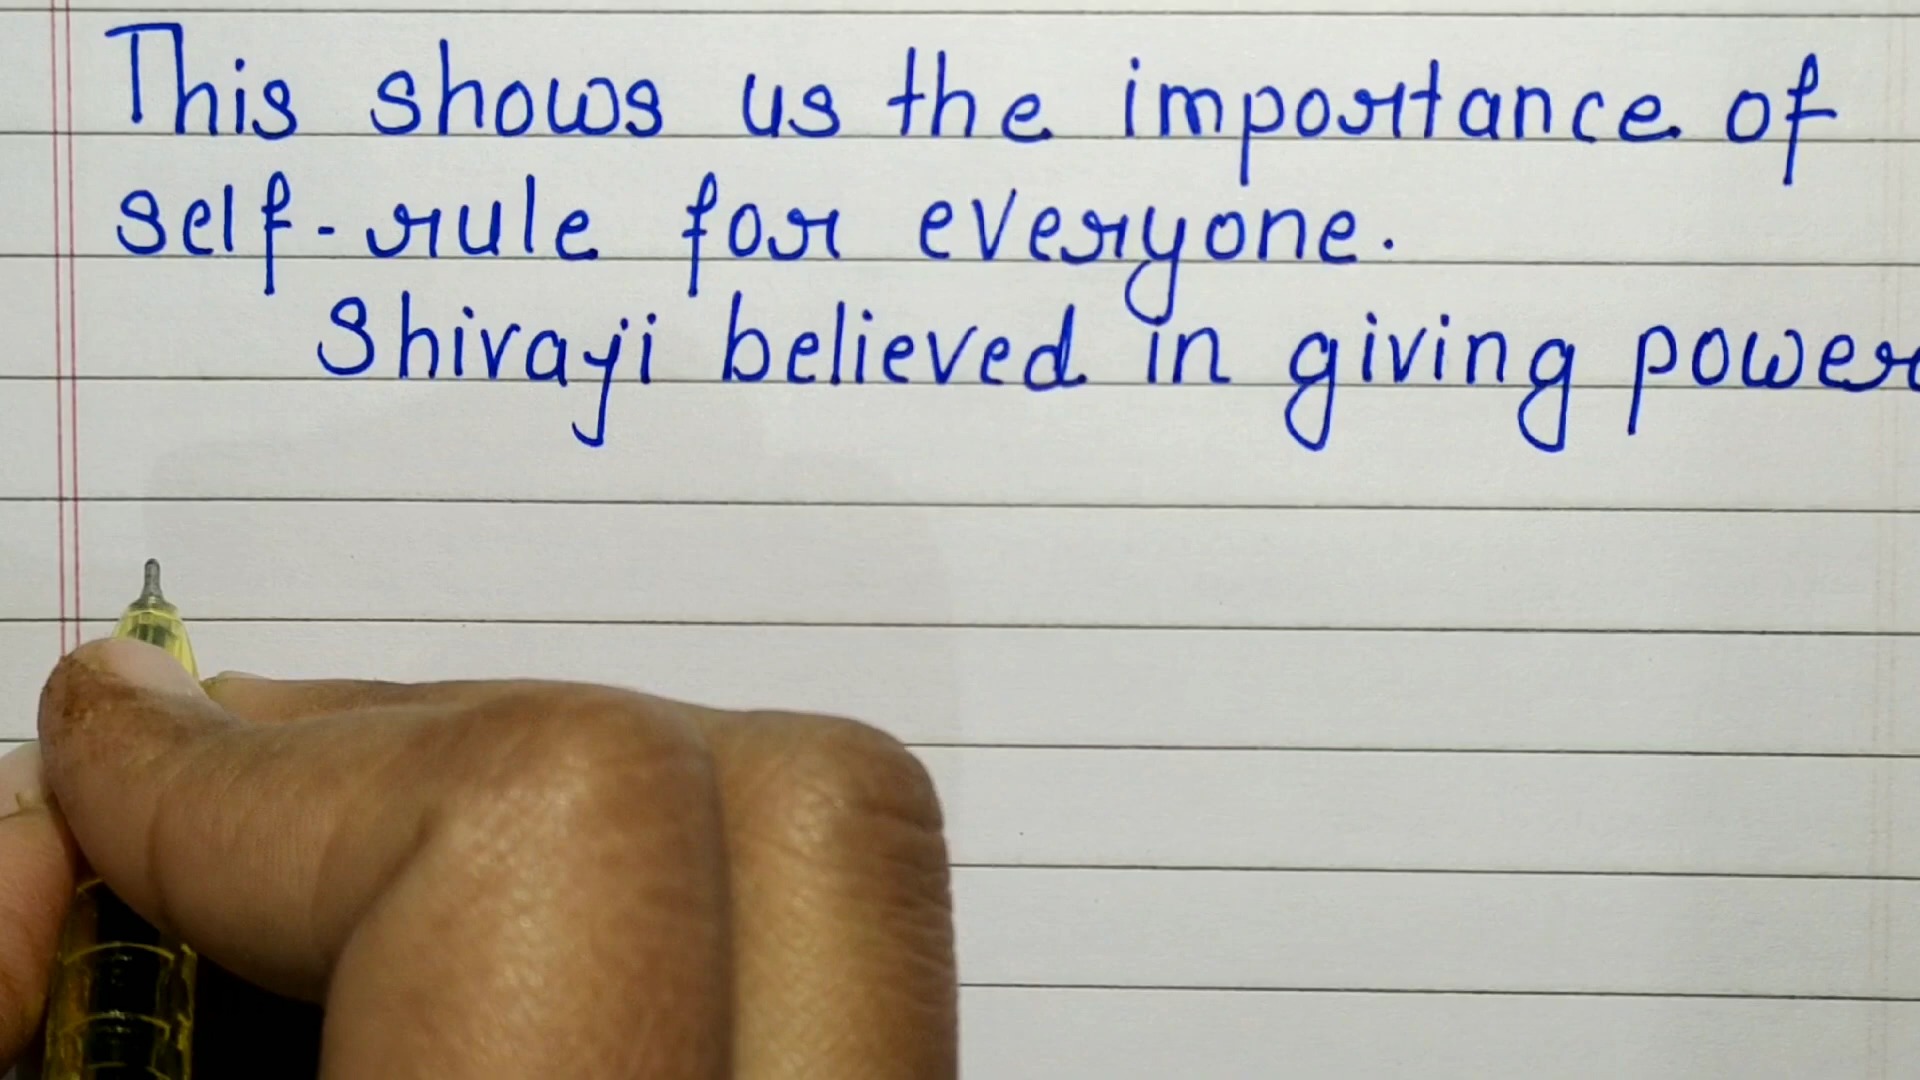 This shows us the importance of
self-rule for everyone.
Shivaji believed in giving power